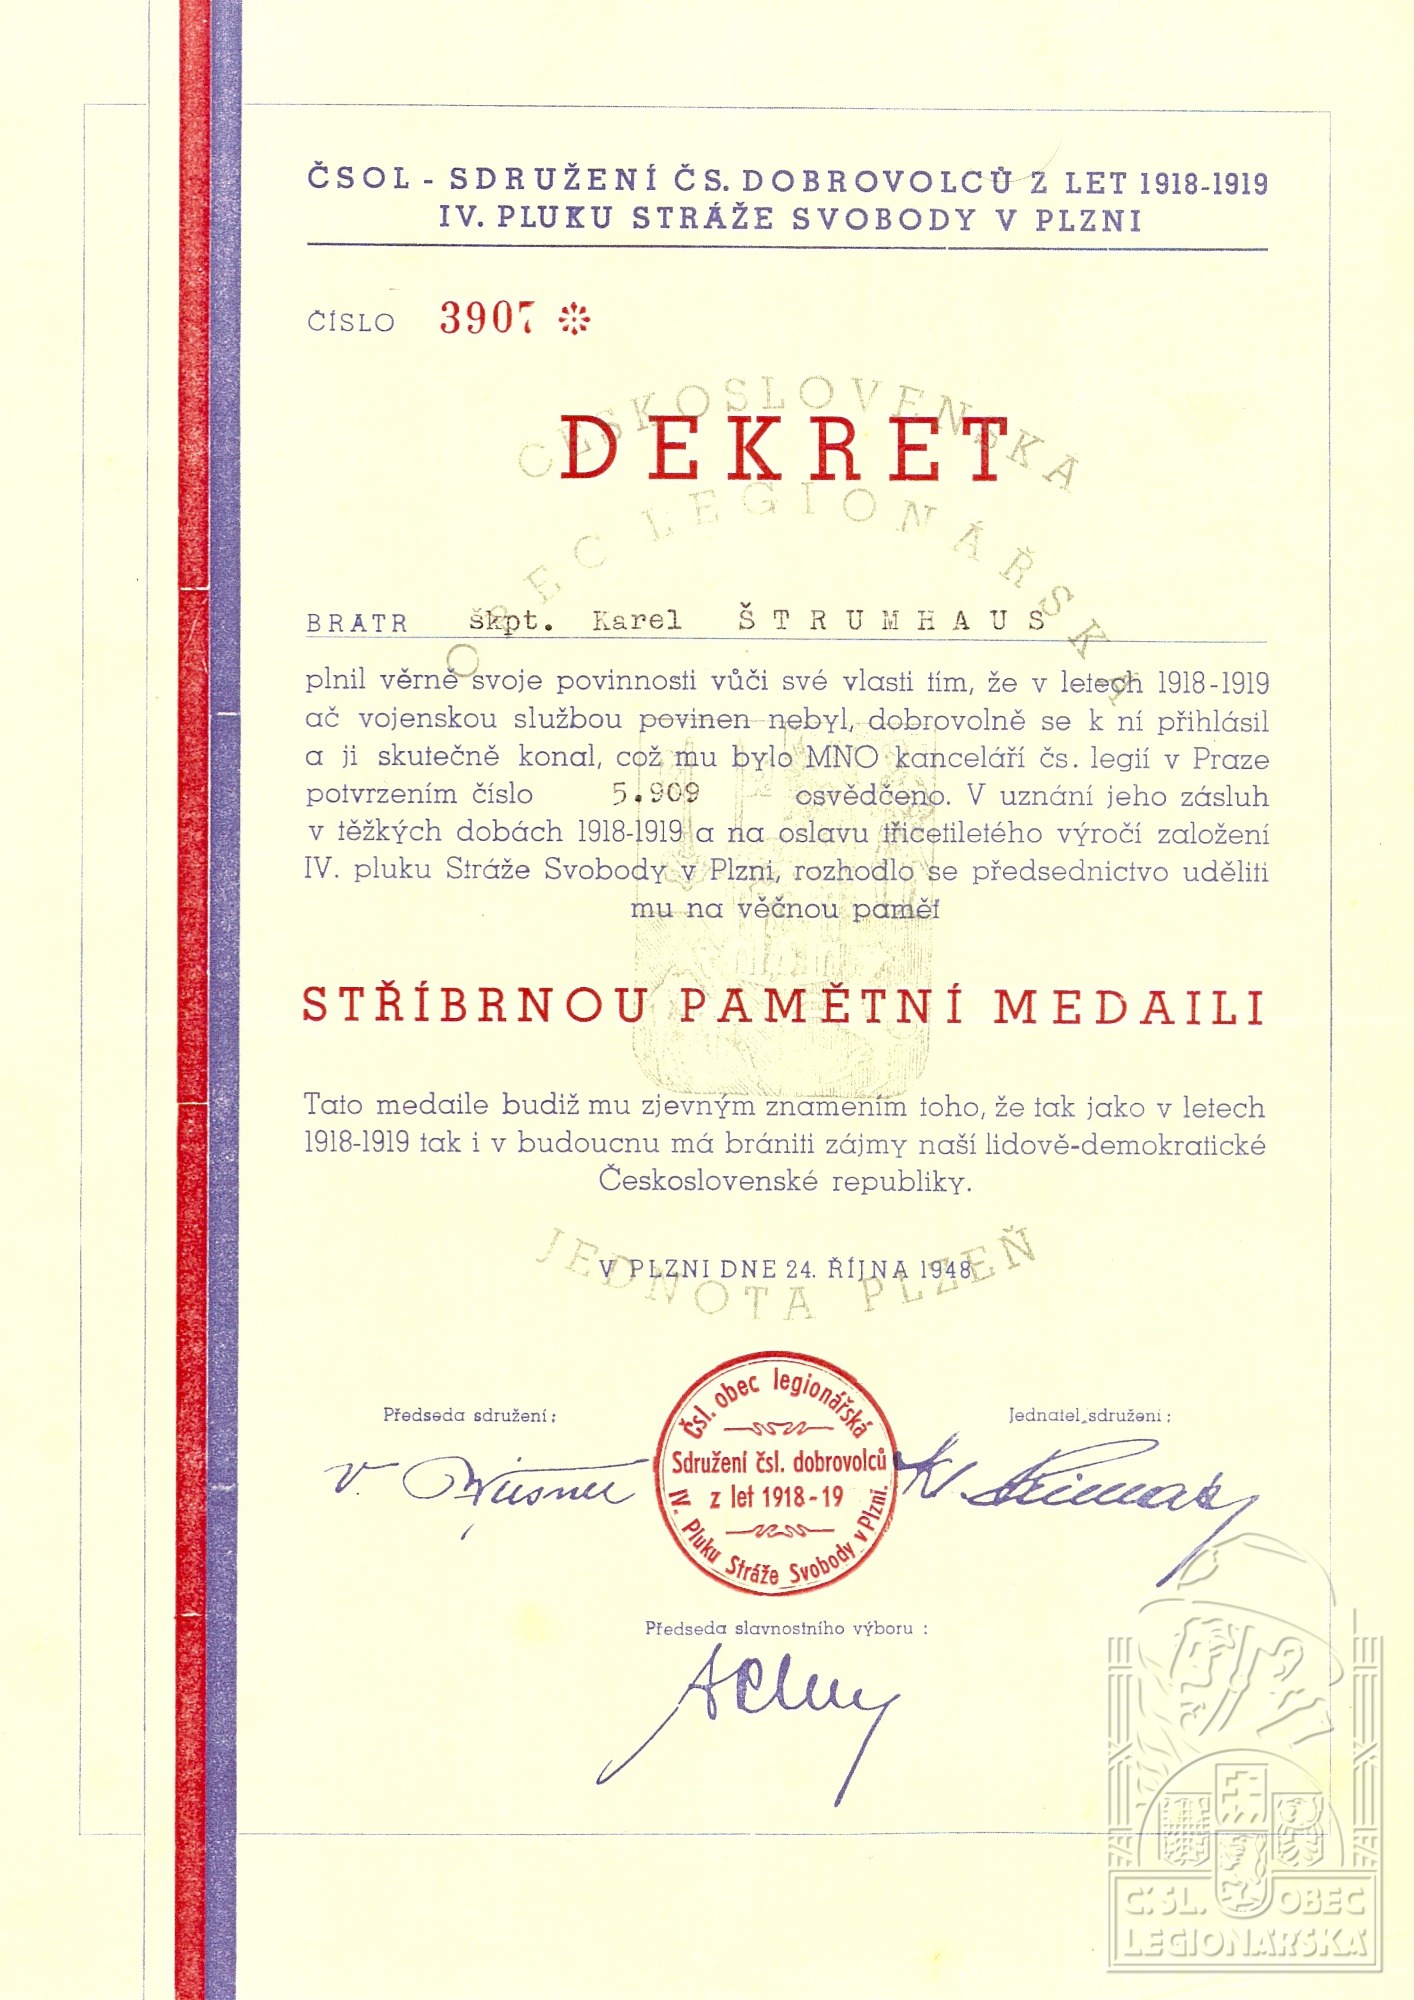 ČSOL - SDRUŽENÍ ČS. DOBROVOLCŮ Z LET 1918-1919
IV. PLUKU STRÁŽE SVOBODY V PLZNI
ČÍSLO 3907
ČESKOSLOVENSKÁ
DEKRET
OBEC LEGIONÁŘSKÁ
BRATR škpt. Karel ŠTRUMHAUS
plnil věrně svoje povinnosti vůči své vlasti tím, že v letech 1918-1919
ač vojenskou službou povinen nebyl, dobrovolně se k ní přihlásil
a ji skutečně konal, což mu bylo MNO kanceláří čs. legií v Praze
potvrzením číslo 5.909 osvědčeno. V uznání jeho zásluh
v těžkých dobách 1918-1919 a na oslavu třicetiletého výročí založení
IV. pluku Stráže Svobody v Plzni, rozhodlo se předsednictvo uděliti
mu na věčnou paměť
STŘÍBRNOU PAMĚTNÍ MEDAILI
Tato medaile budiž mu zjevným znamením toho, že tak jako v letech
1918-1919 tak i v budoucnu má brániti zájmy naší lidově-demokratické
Československé republiky.
V PLZNI DNE 24. ŘÍJNA 1948
JEDNOTA PLZEŇ
Předseda sdružení:
Jednatel sdružení:
Čsl. obec legionářská
Sdružení čsl. dobrovolců
z let 1918-19
IV. Pluku Stráže Svobody v Plzni.
Předseda slavnostního výboru :
Č.SL. OBEC
LEGIONÁŘSKÁ